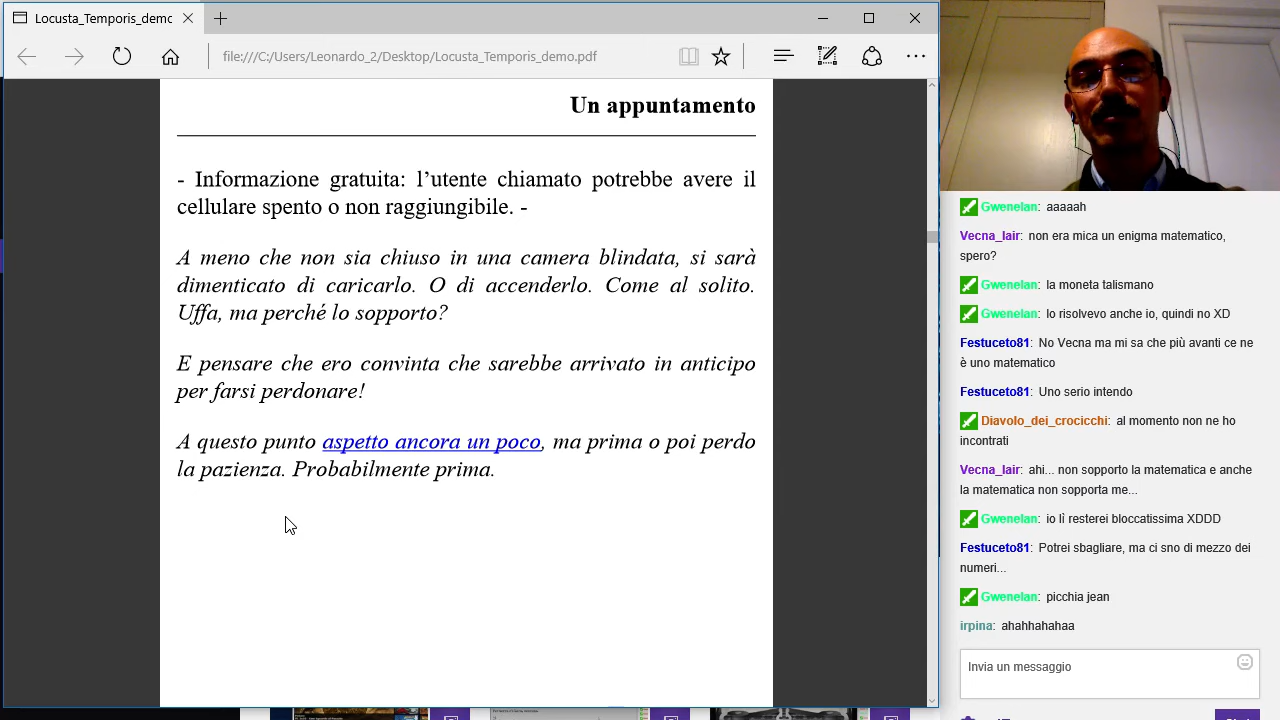 Locusta_Temporis_demo
file:///C:/Users/Leonardo_2/Desktop/Locusta_Temporis_demo.pdf
Un appuntamento
- Informazione gratuita: l’utente chiamato potrebbe avere il
cellulare spento o non raggiungibile. -
A meno che non sia chiuso in una camera blindata, si sarà
dimenticato di caricarlo. O di accenderlo. Come al solito.
Uffa, ma perché lo sopporto?
E pensare che ero convinta che sarebbe arrivato in anticipo
per farsi perdonare!
A questo punto aspetto ancora un poco, ma prima o poi perdo
la pazienza. Probabilmente prima.
Gwenelan: aaaaah
Vecna_lair: non era mica un enigma matematico,
spero?
Gwenelan: la moneta talismano
Gwenelan: lo risolvevo anche io, quindi no XD
Festuceto81: No Vecna ma mi sa che più avanti ce ne
è uno matematico
Festuceto81: Uno serio intendo
Diavolo_dei_crocicchi: al momento non ne ho
incontrati
Vecna_lair: ahi... non sopporto la matematica e anche
la matematica non sopporta me...
Gwenelan: io lì resterei bloccatissima XDDD
Festuceto81: Potrei sbagliare, ma ci sno di mezzo dei
numeri...
Gwenelan: picchia jean
irpina: ahahhahahaa
Invia un messaggio